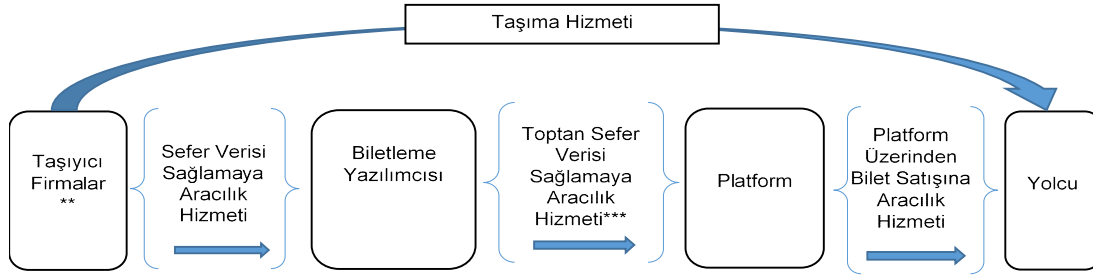 Taşıma Hizmeti
Taşıyıcı
Firmalar
**
Sefer Verisi
Sağlamaya
Aracılık
Hizmeti
Biletleme
Yazılımcısı
Toptan Sefer
Verisi
Sağlamaya
Aracılık
Hizmeti***
Platform
Platform
Üzerinden
Bilet Satışına
Aracılık
Hizmeti
Yolcu